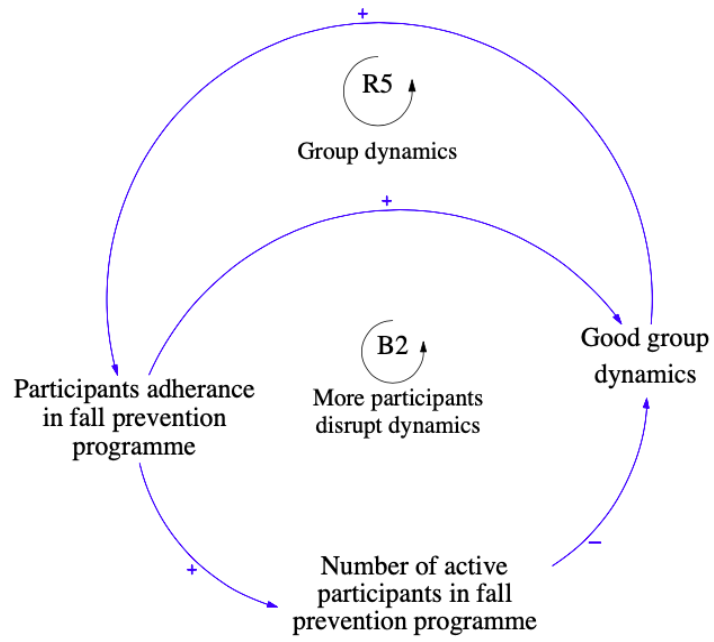 +
R5
Group dynamics
+
B2
More participants
disrupt dynamics
Good group
dynamics
Participants adherance
in fall prevention
programme
+
–
Number of active
participants in fall
prevention programme